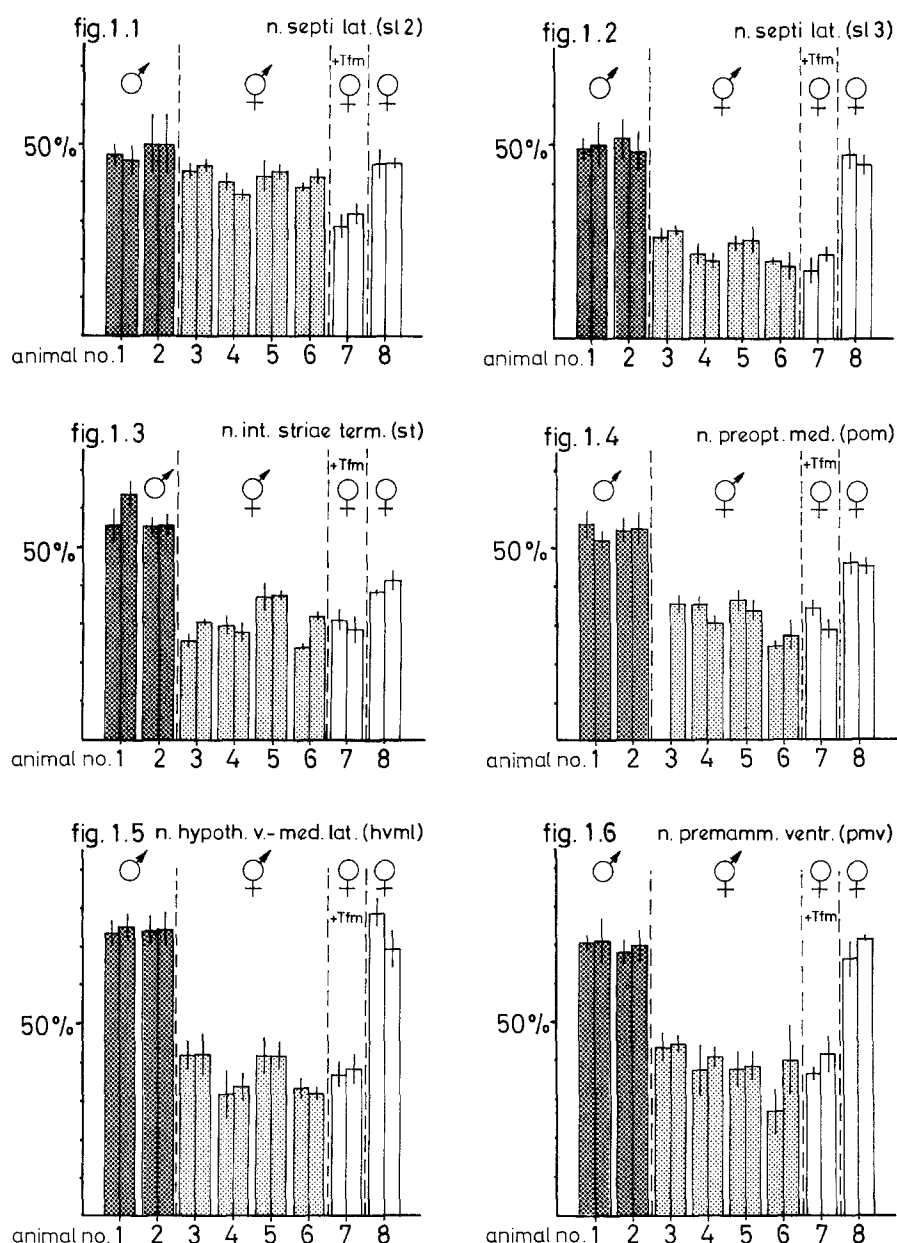 fig. 1.1
n. septi lat. (sl 2)
+Tfm
50%
animal no. 1 2 3 4 5 6 7 8
fig. 1.2
n. septi lat. (sl 3)
+Tfm
50%
animal no. 1 2 3 4 5 6 7 8
fig. 1.3
n. int. striae term. (st)
+Tfm
50%
animal no. 1 2 3 4 5 6 7 8
fig. 1.4
n. preopt. med. (pom)
+Tfm
50%
animal no. 1 2 3 4 5 6 7 8
fig. 1.5
n. hypoth. v.-med. lat. (hvml)
+Tfm
50%
animal no. 1 2 3 4 5 6 7 8
fig. 1.6
n. premamm. ventr. (pmv)
+Tfm
50%
animal no. 1 2 3 4 5 6 7 8